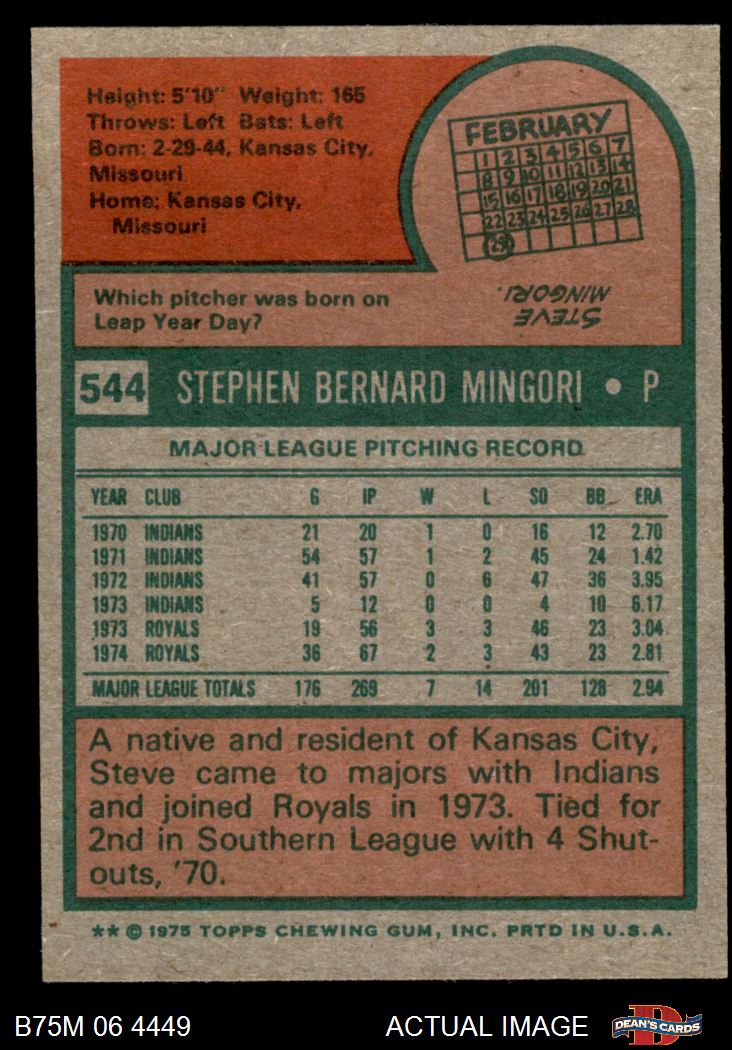 Height: 5'10" Weight: 165
Throws: Left Bats: Left
Born: 2-29-44, Kansas City,
Missouri
Home: Kansas City,
Missouri
FEBRUARY
1 2 3 4 5 6 7
8 9 10 11 12 13 14
15 16 17 18 19 20 21
22 23 24 25 26 27 28
29
Which pitcher was born on
Leap Year Day?
STEVE
MINGORI.
544 STEPHEN BERNARD MINGORI • P
MAJOR LEAGUE PITCHING RECORD
YEAR CLUB G IP W L SO BB ERA
1970 INDIANS 21 20 1 0 16 12 2.70
1971 INDIANS 54 57 1 2 45 24 1.42
1972 INDIANS 41 57 0 6 47 36 3.95
1973 INDIANS 5 12 0 0 4 10 6.17
1973 ROYALS 19 56 3 3 46 23 3.04
1974 ROYALS 36 67 2 3 43 23 2.81
MAJOR LEAGUE TOTALS 176 269 7 14 201 128 2.94
A native and resident of Kansas City,
Steve came to majors with Indians
and joined Royals in 1973. Tied for
2nd in Southern League with 4 Shut-
outs, '70.
** © 1975 TOPPS CHEWING GUM, INC. PRTD IN U.S.A.
B75M 06 4449 ACTUAL IMAGE DEAN'S CARDS